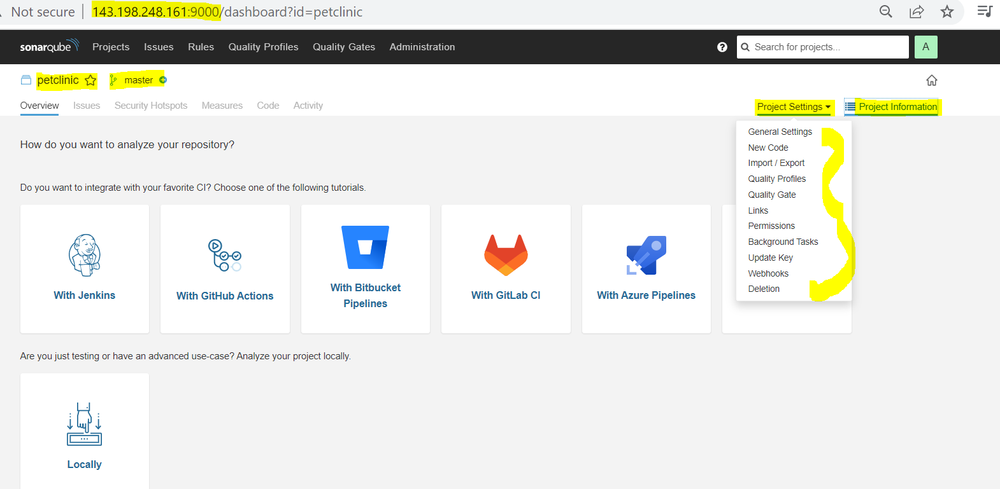 Not secure 143.198.248.161:9000/dashboard?id=petclinic
sonarqube Projects Issues Rules Quality Profiles Quality Gates Administration ? Search for projects... A
petclinic master
Overview Issues Security Hotspots Measures Code Activity Project Settings Project Information
General Settings
New Code
Import / Export
Quality Profiles
Quality Gate
Links
Permissions
Background Tasks
Update Key
Webhooks
Deletion
How do you want to analyze your repository?
Do you want to integrate with your favorite CI? Choose one of the following tutorials.
With Jenkins
With GitHub Actions
With Bitbucket
Pipelines
With GitLab CI
With Azure Pipelines
Are you just testing or have an advanced use-case? Analyze your project locally.
Locally